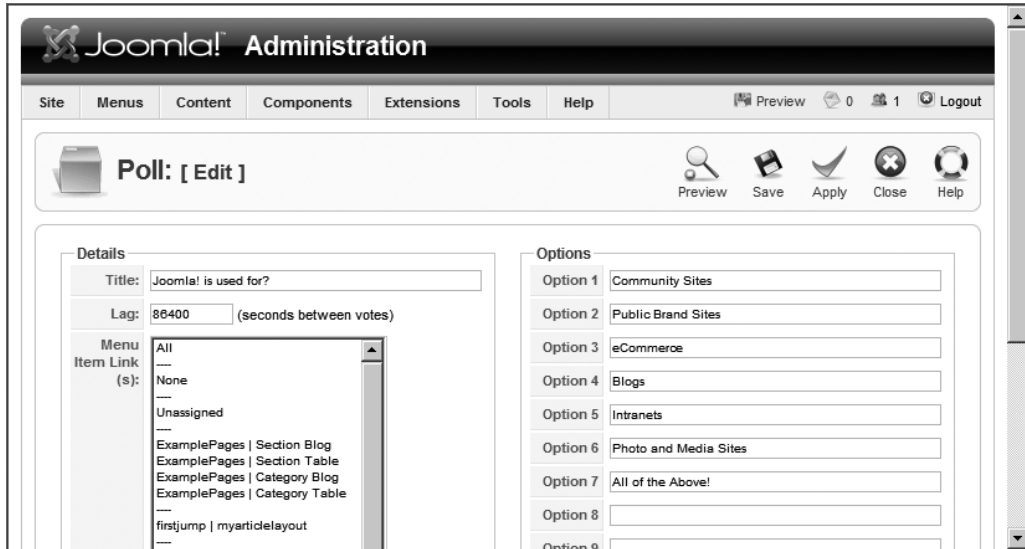 Joomla! Administration
Site Menus Content Components Extensions Tools Help Preview 0 1 Logout
Poll: [ Edit ]
Preview Save Apply Close Help
Details
Title: Joomla! is used for?
Lag: 86400 (seconds between votes)
Menu Item Link (s):
All
----
None
----
Unassigned
----
ExamplePages | Section Blog
ExamplePages | Section Table
ExamplePages | Category Blog
ExamplePages | Category Table
----
firstjump | myarticlelayout
----
Options
Option 1 Community Sites
Option 2 Public Brand Sites
Option 3 eCommerce
Option 4 Blogs
Option 5 Intranets
Option 6 Photo and Media Sites
Option 7 All of the Above!
Option 8
Option 9